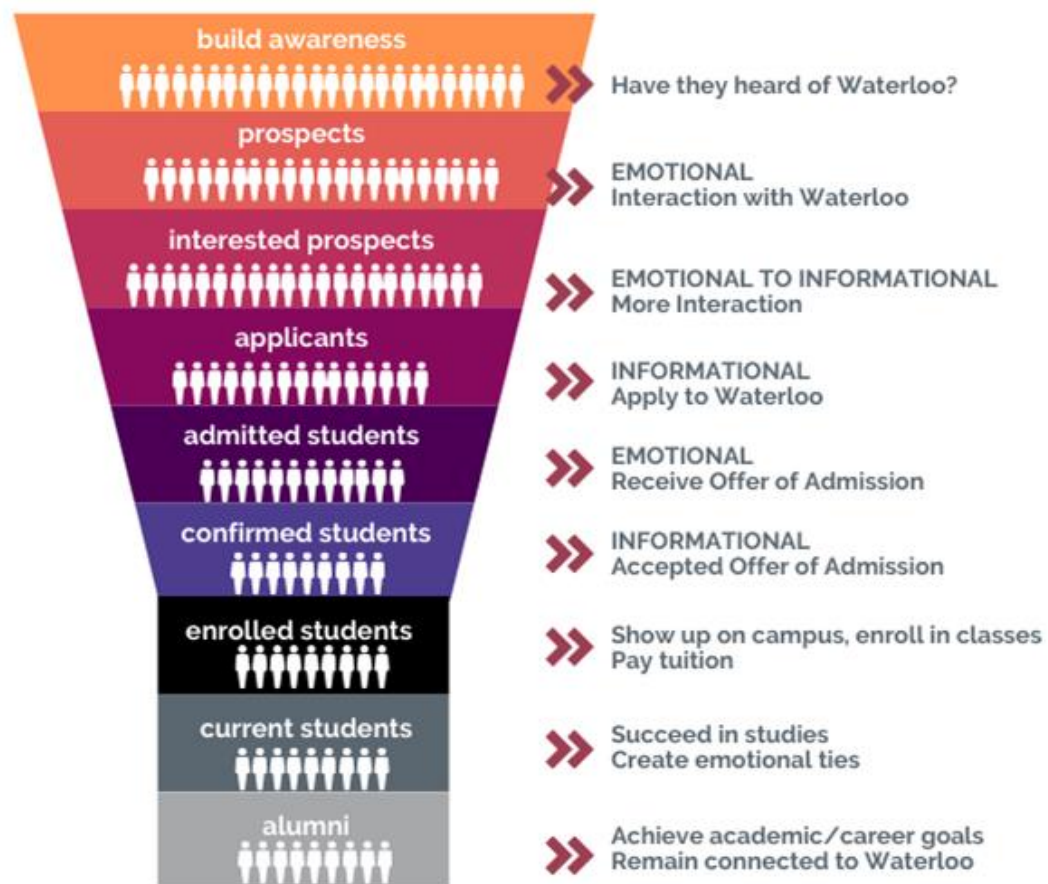 build awareness
Have they heard of Waterloo?
prospects
EMOTIONAL
Interaction with Waterloo
interested prospects
EMOTIONAL TO INFORMATIONAL
More Interaction
applicants
INFORMATIONAL
Apply to Waterloo
admitted students
EMOTIONAL
Receive Offer of Admission
confirmed students
INFORMATIONAL
Accepted Offer of Admission
enrolled students
Show up on campus, enroll in classes
Pay tuition
current students
Succeed in studies
Create emotional ties
alumni
Achieve academic/career goals
Remain connected to Waterloo